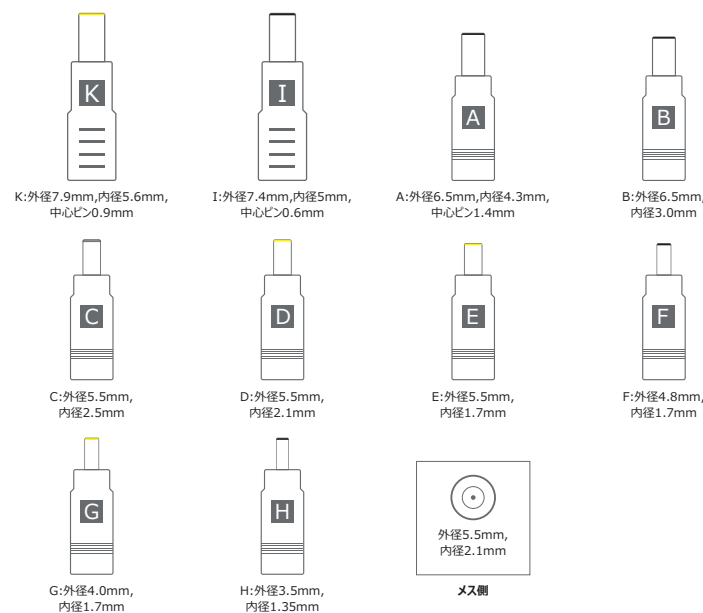 K
I
A
B
K:外径7.9mm,内径5.6mm,
中心ピン0.9mm
I:外径7.4mm,内径5mm,
中心ピン0.6mm
A:外径6.5mm,内径4.3mm,
中心ピン1.4mm
B:外径6.5mm,
内径3.0mm
C
D
E
F
C:外径5.5mm,
内径2.5mm
D:外径5.5mm,
内径2.1mm
E:外径5.5mm,
内径1.7mm
F:外径4.8mm,
内径1.7mm
G
H
外径5.5mm,
内径2.1mm
G:外径4.0mm,
内径1.7mm
H:外径3.5mm,
内径1.35mm
メス側